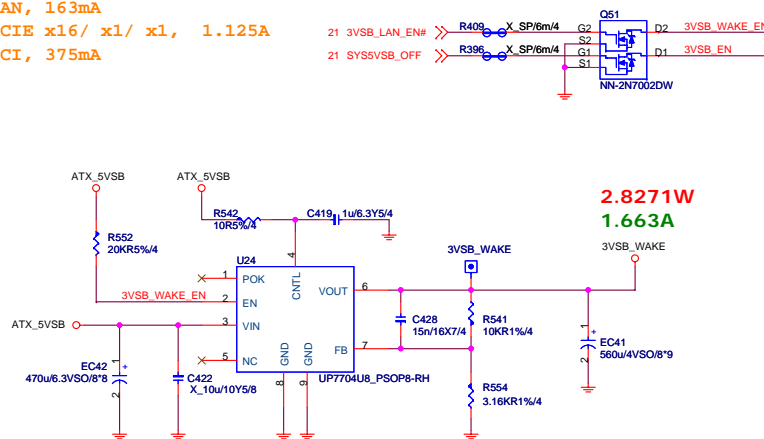 AN, 163mA
CIE x16/ x1/ x1, 1.125A
CI, 375mA
21 3VSB_LAN_EN# R409 X_SP/6m/4
21 SYS5VSB_OFF R396 X_SP/6m/4
Q51
G2 D2 3VSB_WAKE_EN
S2
G1 D1 3VSB_EN
S1
NN-2N7002DW
ATX_5VSB
ATX_5VSB
R542
10R5%/4
C419 1u/6.3Y5/4
R552
20KR5%/4
2.8271W
1.663A
3VSB_WAKE
3VSB_WAKE
U24
4
CNTL
1 POK
3VSB_WAKE_EN 2 EN
VOUT 6
ATX_5VSB 3 VIN
5 NC
FB 7
GND
GND
8
9
UP7704U8_PSOP8-RH
C428
15n/16X7/4
R541
10KR1%/4
1 +
EC41
560u/4VSO/8*9
2
1 +
EC42
470u/6.3VSO/8*8
2
C422
X_10u/10Y5/8
R554
3.16KR1%/4